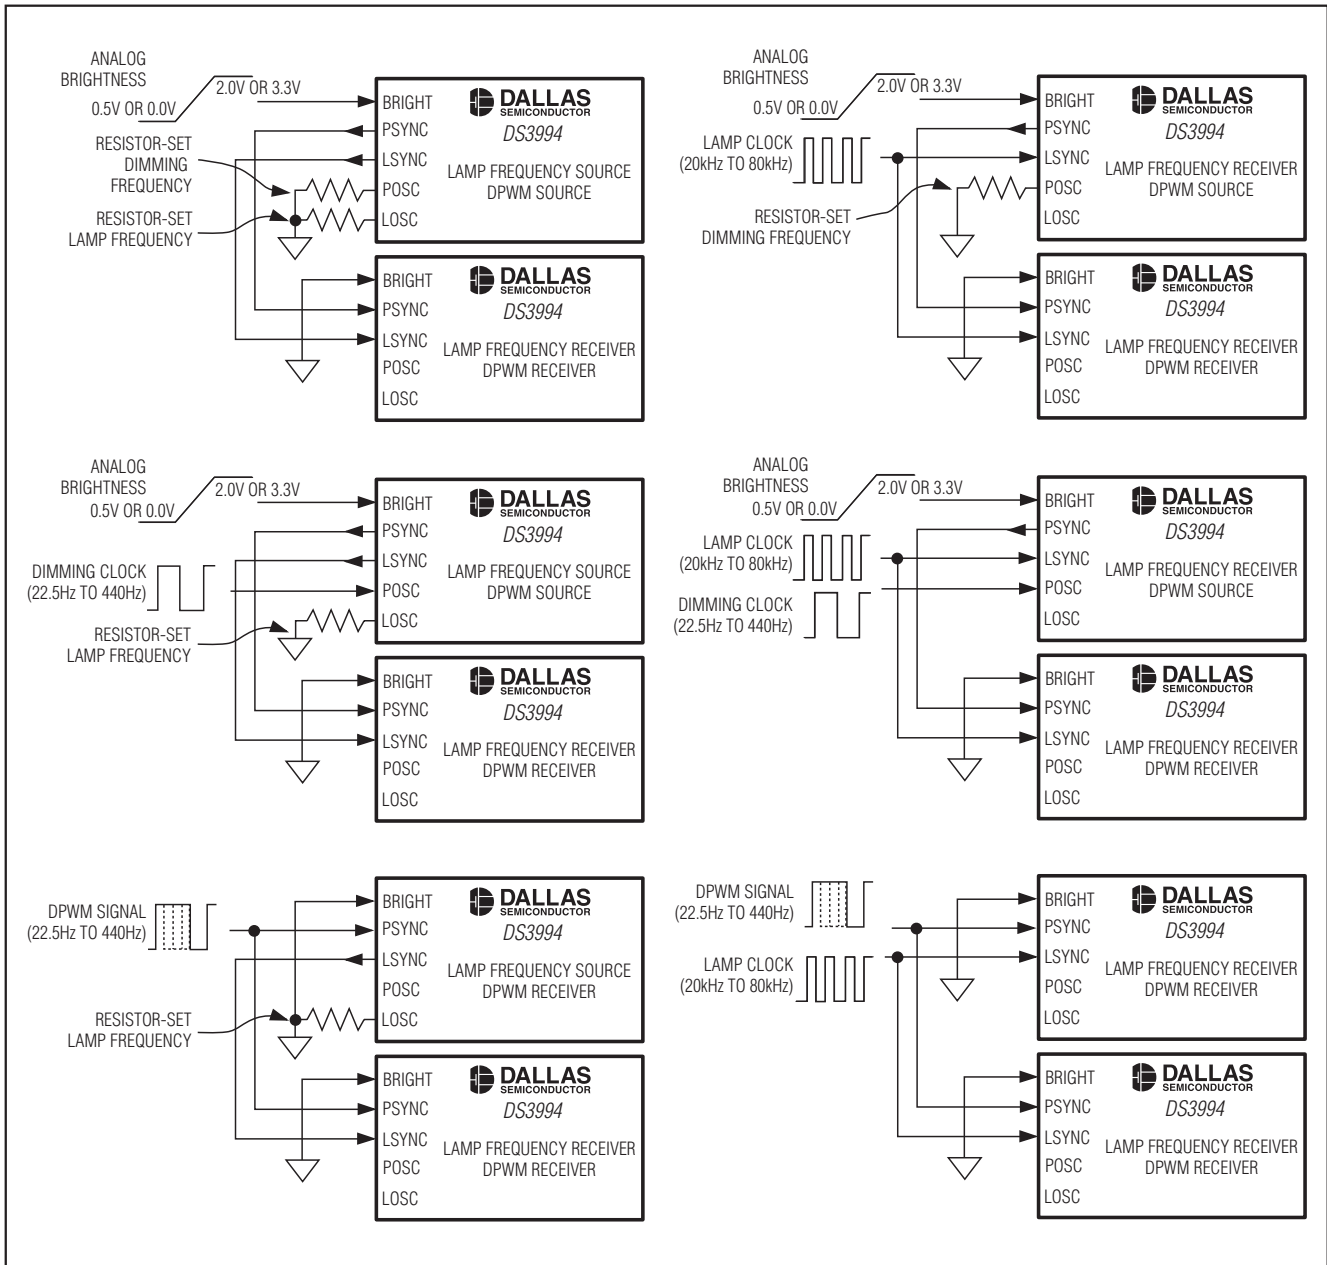 ANALOG
BRIGHTNESS
0.5V OR 0.0V
2.0V OR 3.3V
RESISTOR-SET
DIMMING
FREQUENCY
RESISTOR-SET
LAMP FREQUENCY
BRIGHT
PSYNC
LSYNC
POSC
LOSC
DALLAS
SEMICONDUCTOR
DS3994
LAMP FREQUENCY SOURCE
DPWM SOURCE
BRIGHT
PSYNC
LSYNC
POSC
LOSC
DALLAS
SEMICONDUCTOR
DS3994
LAMP FREQUENCY RECEIVER
DPWM RECEIVER
ANALOG
BRIGHTNESS
0.5V OR 0.0V
2.0V OR 3.3V
LAMP CLOCK
(20kHz TO 80kHz)
RESISTOR-SET
DIMMING FREQUENCY
BRIGHT
PSYNC
LSYNC
POSC
LOSC
DALLAS
SEMICONDUCTOR
DS3994
LAMP FREQUENCY RECEIVER
DPWM SOURCE
BRIGHT
PSYNC
LSYNC
POSC
LOSC
DALLAS
SEMICONDUCTOR
DS3994
LAMP FREQUENCY RECEIVER
DPWM RECEIVER
ANALOG
BRIGHTNESS
0.5V OR 0.0V
2.0V OR 3.3V
DIMMING CLOCK
(22.5Hz TO 440Hz)
RESISTOR-SET
LAMP FREQUENCY
BRIGHT
PSYNC
LSYNC
POSC
LOSC
DALLAS
SEMICONDUCTOR
DS3994
LAMP FREQUENCY SOURCE
DPWM SOURCE
BRIGHT
PSYNC
LSYNC
POSC
LOSC
DALLAS
SEMICONDUCTOR
DS3994
LAMP FREQUENCY RECEIVER
DPWM RECEIVER
ANALOG
BRIGHTNESS
0.5V OR 0.0V
2.0V OR 3.3V
LAMP CLOCK
(20kHz TO 80kHz)
DIMMING CLOCK
(22.5Hz TO 440Hz)
BRIGHT
PSYNC
LSYNC
POSC
LOSC
DALLAS
SEMICONDUCTOR
DS3994
LAMP FREQUENCY RECEIVER
DPWM SOURCE
BRIGHT
PSYNC
LSYNC
POSC
LOSC
DALLAS
SEMICONDUCTOR
DS3994
LAMP FREQUENCY RECEIVER
DPWM RECEIVER
DPWM SIGNAL
(22.5Hz TO 440Hz)
RESISTOR-SET
LAMP FREQUENCY
BRIGHT
PSYNC
LSYNC
POSC
LOSC
DALLAS
SEMICONDUCTOR
DS3994
LAMP FREQUENCY SOURCE
DPWM RECEIVER
BRIGHT
PSYNC
LSYNC
POSC
LOSC
DALLAS
SEMICONDUCTOR
DS3994
LAMP FREQUENCY RECEIVER
DPWM RECEIVER
DPWM SIGNAL
(22.5Hz TO 440Hz)
LAMP CLOCK
(20kHz TO 80kHz)
BRIGHT
PSYNC
LSYNC
POSC
LOSC
DALLAS
SEMICONDUCTOR
DS3994
LAMP FREQUENCY RECEIVER
DPWM RECEIVER
BRIGHT
PSYNC
LSYNC
POSC
LOSC
DALLAS
SEMICONDUCTOR
DS3994
LAMP FREQUENCY RECEIVER
DPWM RECEIVER